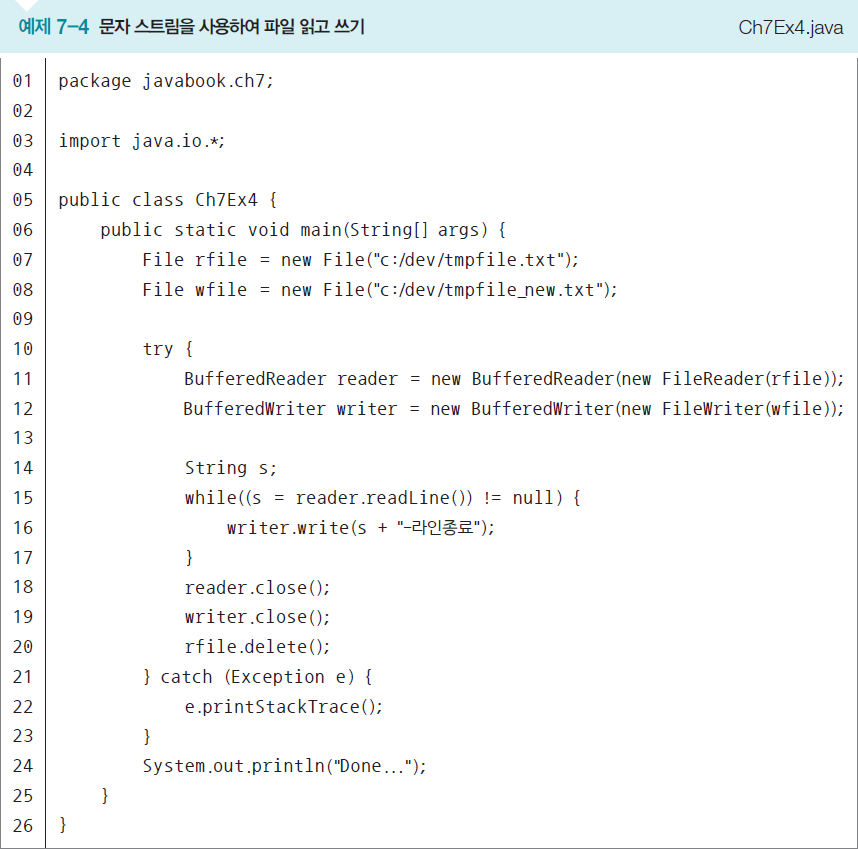 예제 7-4 문자 스트림을 사용하여 파일 읽고 쓰기 Ch7Ex4.java
01 package javabook.ch7;
02
03 import java.io.*;
04
05 public class Ch7Ex4 {
06     public static void main(String[] args) {
07         File rfile = new File("c:/dev/tmpfile.txt");
08         File wfile = new File("c:/dev/tmpfile_new.txt");
09
10         try {
11             BufferedReader reader = new BufferedReader(new FileReader(rfile));
12             BufferedWriter writer = new BufferedWriter(new FileWriter(wfile));
13
14             String s;
15             while((s = reader.readLine()) != null) {
16                 writer.write(s + "-라인종료");
17             }
18             reader.close();
19             writer.close();
20             rfile.delete();
21         } catch (Exception e) {
22             e.printStackTrace();
23         }
24         System.out.println("Done...");
25     }
26 }